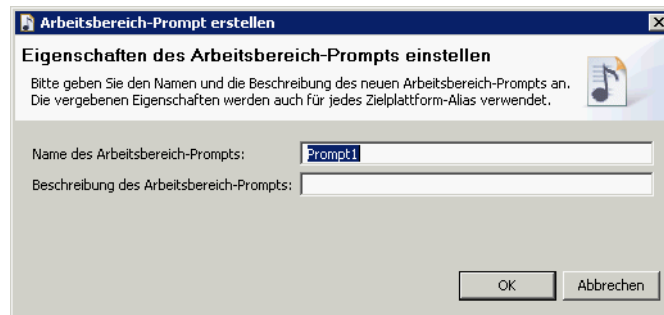 Arbeitsbereich-Prompt erstellen
Eigenschaften des Arbeitsbereich-Prompts einstellen
Bitte geben Sie den Namen und die Beschreibung des neuen Arbeitsbereich-Prompts an.
Die vergebenen Eigenschaften werden auch für jedes Zielplattform-Alias verwendet.
Name des Arbeitsbereich-Prompts: Prompt1
Beschreibung des Arbeitsbereich-Prompts:
OK Abbrechen